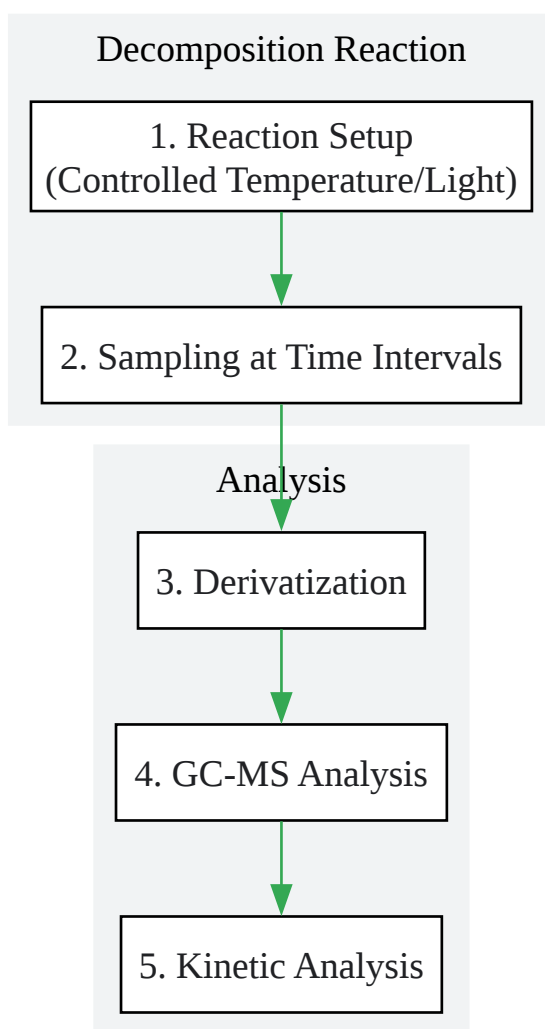 Decomposition Reaction
1. Reaction Setup
(Controlled Temperature/Light)
2. Sampling at Time Intervals
Analysis
3. Derivatization
4. GC-MS Analysis
5. Kinetic Analysis